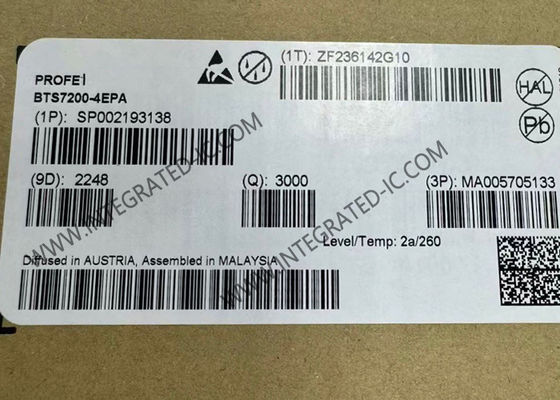 PROFET
BTS7200-4EPA
(1P): SP002193138
(1T): ZF236142G10
HAL
Pb
(9D): 2248
(Q): 3000
(3P): MA005705133
Level/Temp: 2a/260
Diffused in AUSTRIA, Assembled in MALAYSIA
WWW.INTEGRATED-IC.COM
WWW.INTEGRATED-IC.COM